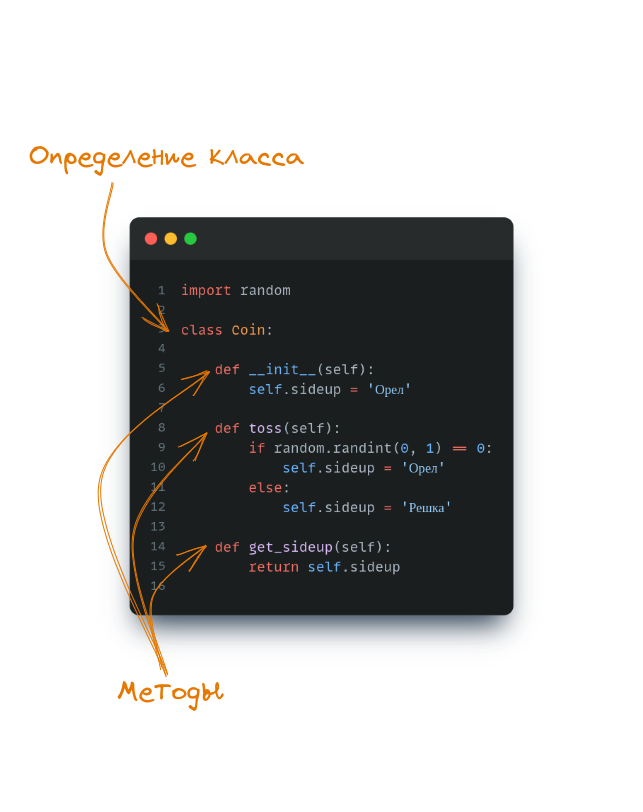 Определение класса
1 import random
2
3 class Coin:
4
5 def __init__(self):
6 self.sideup = 'Орел'
7
8 def toss(self):
9 if random.randint(0, 1) == 0:
10 self.sideup = 'Орел'
11 else:
12 self.sideup = 'Решка'
13
14 def get_sideup(self):
15 return self.sideup
16
Методы